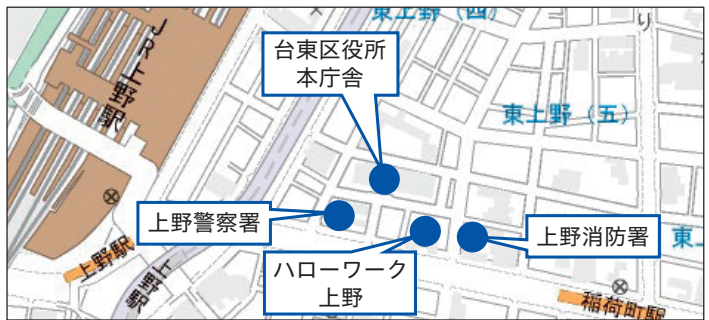 東上野(四)
り
台東区役所
本庁舎
JR上野駅
東上野(五)
上野警察署
上野消防署
東上
ハローワーク
上野
上野駅
上野駅
稲荷町駅